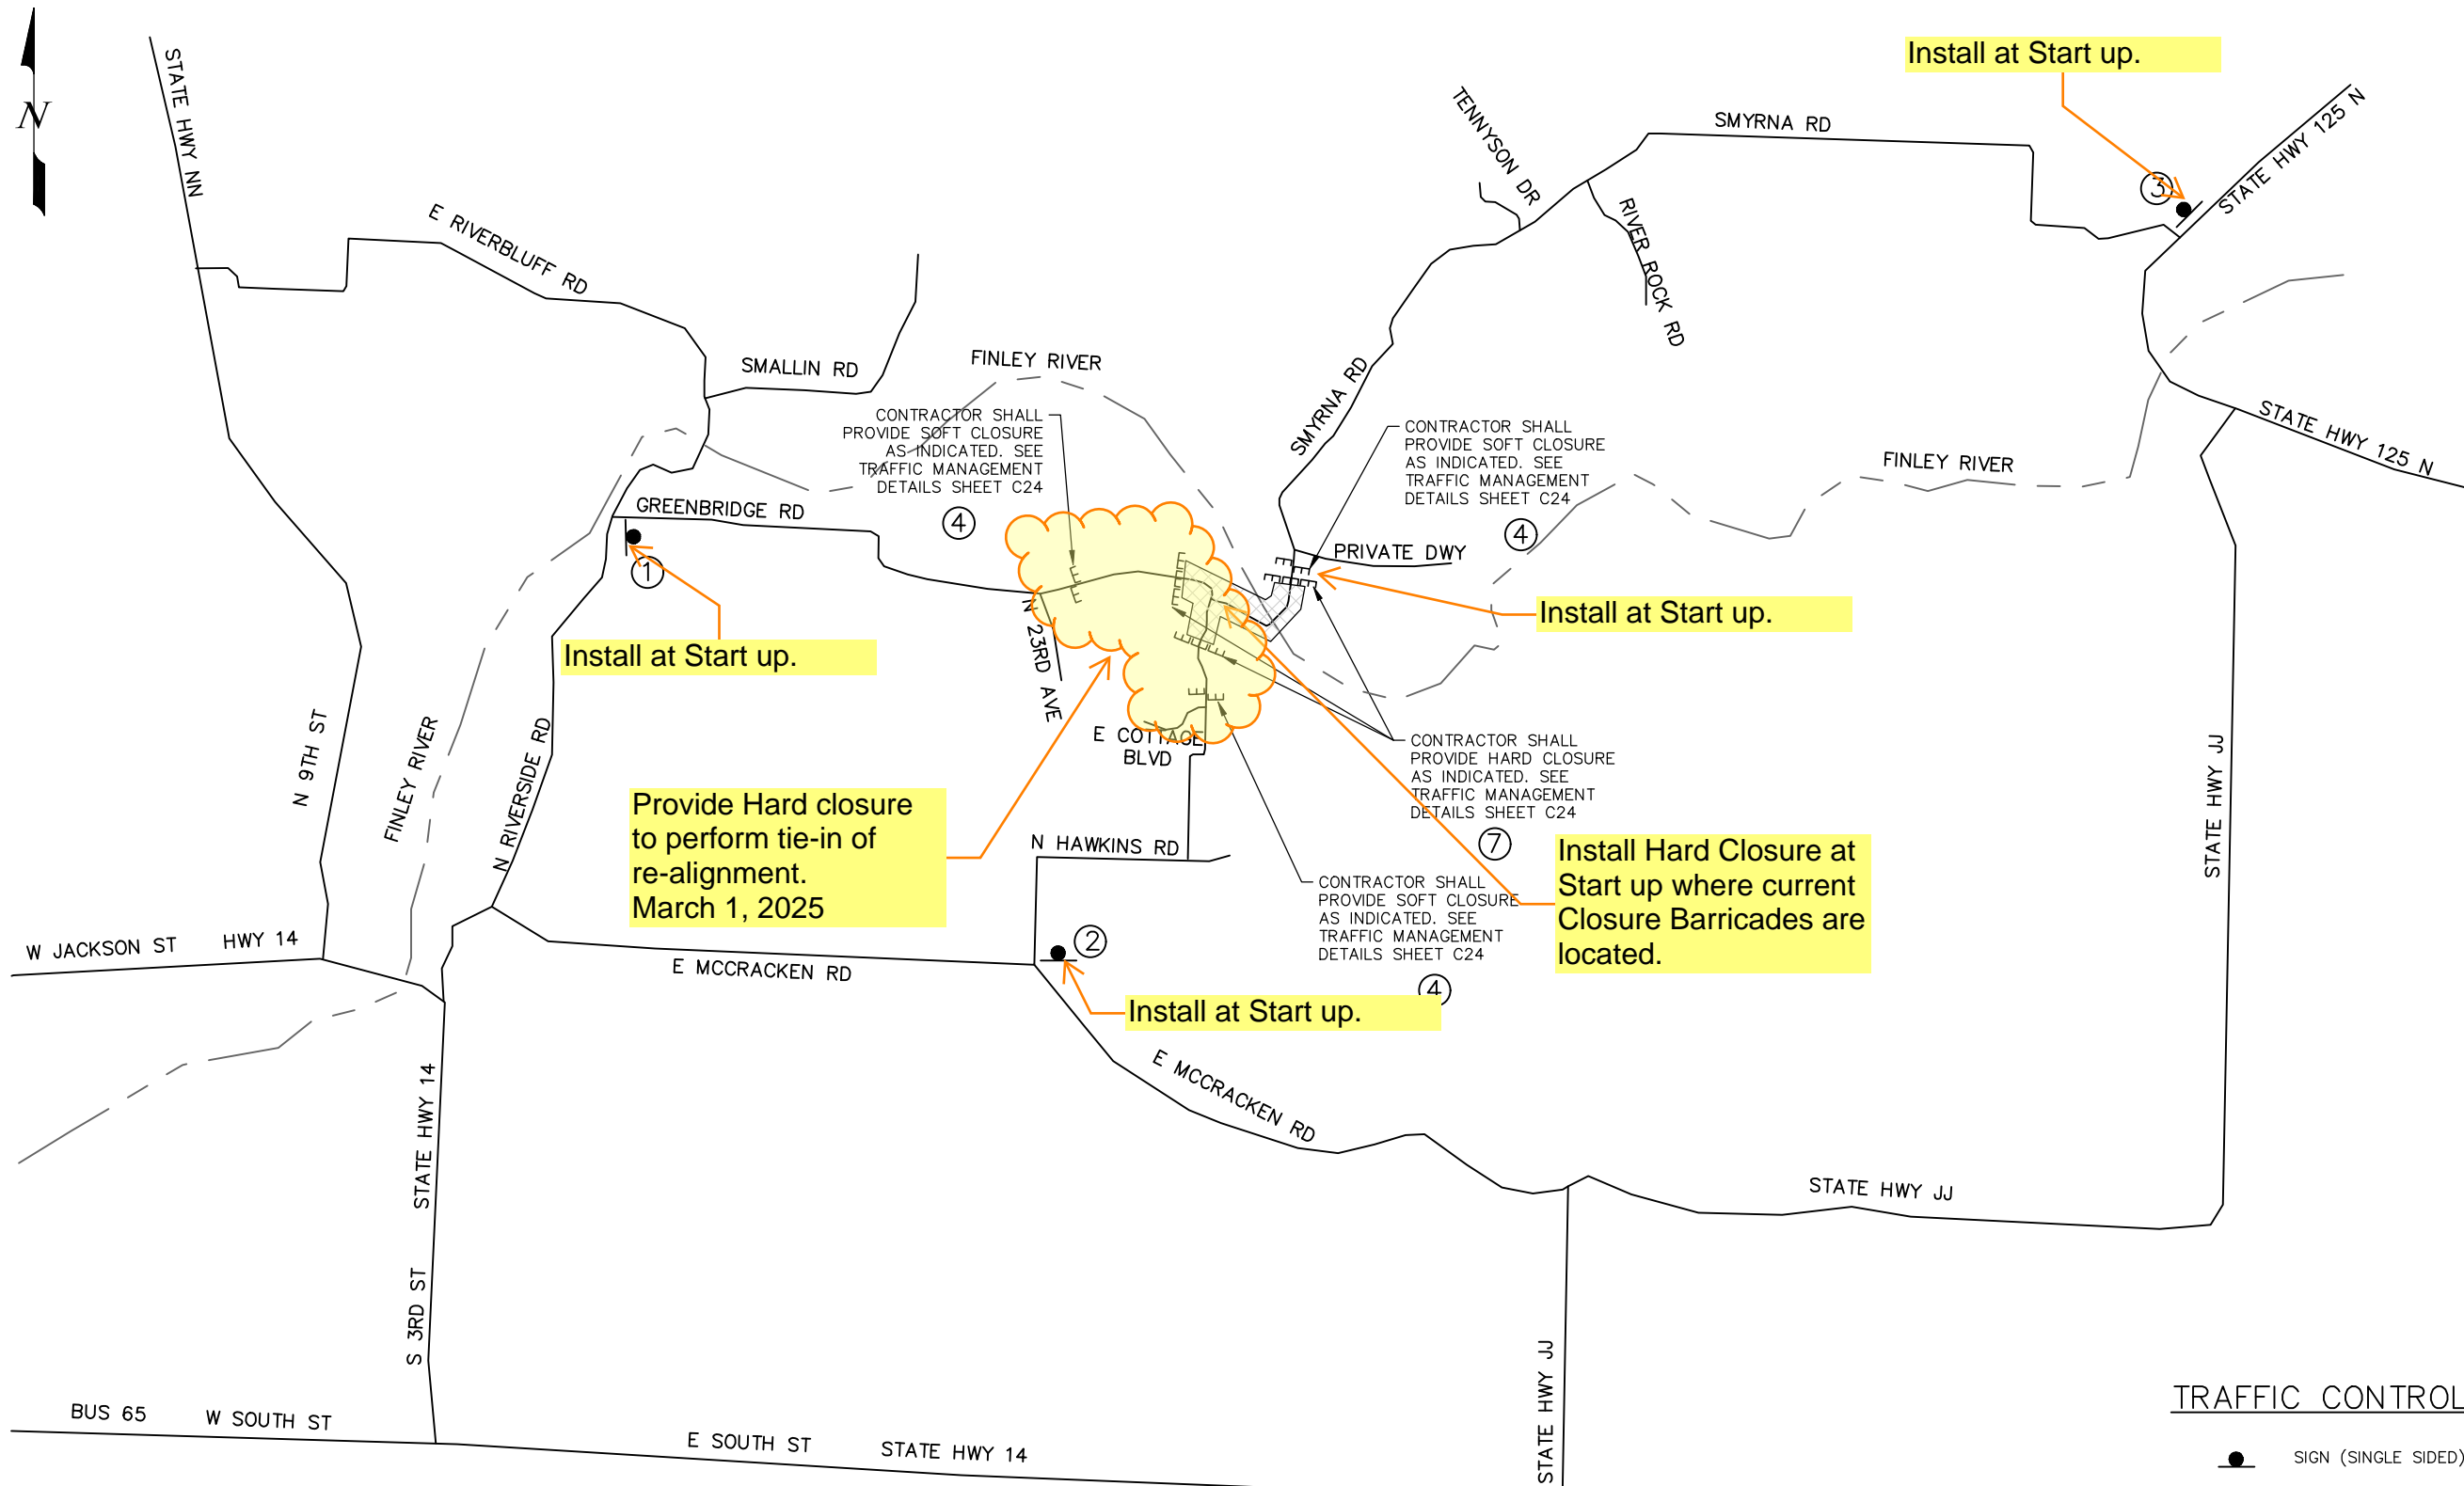 N
STATE HWY NN
E RIVERBLUFF RD
SMALLIN RD
FINLEY RIVER
TENNYSON DR
SMYRNA RD
RIVER ROCK RD
Install at Start up.
3
STATE HWY 125 N
STATE HWY 125 N
SMYRNA RD
FINLEY RIVER
CONTRACTOR SHALL
PROVIDE SOFT CLOSURE
AS INDICATED. SEE
TRAFFIC MANAGEMENT
DETAILS SHEET C24
4
CONTRACTOR SHALL
PROVIDE SOFT CLOSURE
AS INDICATED. SEE
TRAFFIC MANAGEMENT
DETAILS SHEET C24
4
GREENBRIDGE RD
1
Install at Start up.
PRIVATE DWY
Install at Start up.
N 23RD AVE
E COTTAGE
BLVD
N 9TH ST
FINLEY RIVER
N RIVERSIDE RD
Provide Hard closure
to perform tie-in of
re-alignment.
March 1, 2025
CONTRACTOR SHALL
PROVIDE HARD CLOSURE
AS INDICATED. SEE
TRAFFIC MANAGEMENT
DETAILS SHEET C24
7
Install Hard Closure at
Start up where current
Closure Barricades are
located.
N HAWKINS RD
CONTRACTOR SHALL
PROVIDE SOFT CLOSURE
AS INDICATED. SEE
TRAFFIC MANAGEMENT
DETAILS SHEET C24
4
STATE HWY JJ
W JACKSON ST
HWY 14
E MCCRACKEN RD
2
Install at Start up.
E MCCRACKEN RD
STATE HWY 14
STATE HWY JJ
S 3RD ST
STATE HWY JJ
BUS 65
W SOUTH ST
E SOUTH ST
STATE HWY 14
TRAFFIC CONTROL
SIGN (SINGLE SIDED)